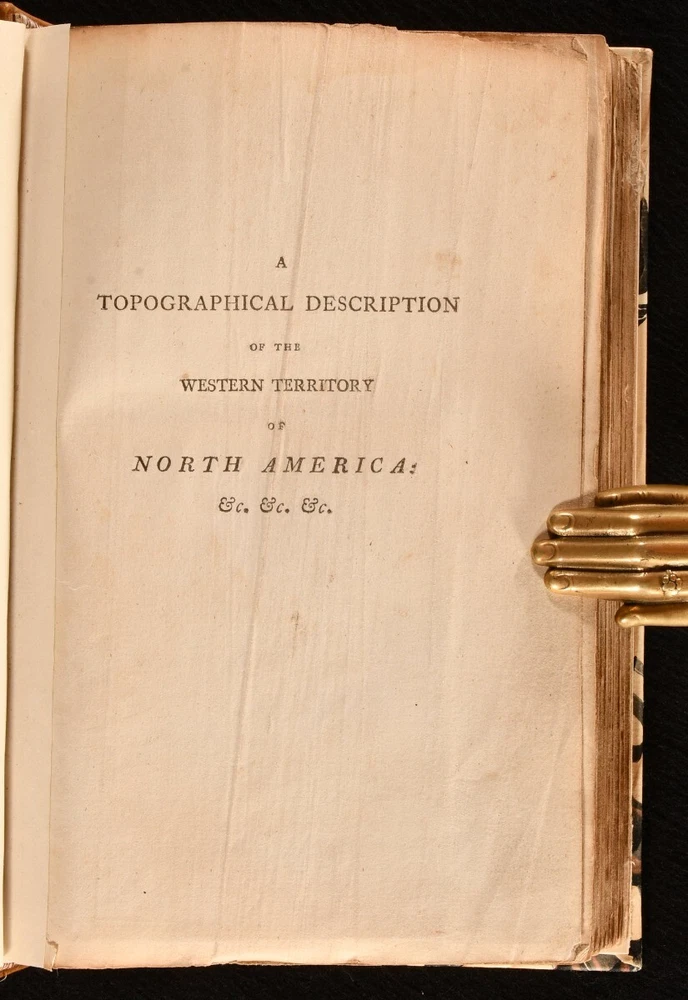 A
TOPOGRAPHICAL DESCRIPTION
OF THE
WESTERN TERRITORY
OF
NORTH AMERICA:
&c. &c. &c.